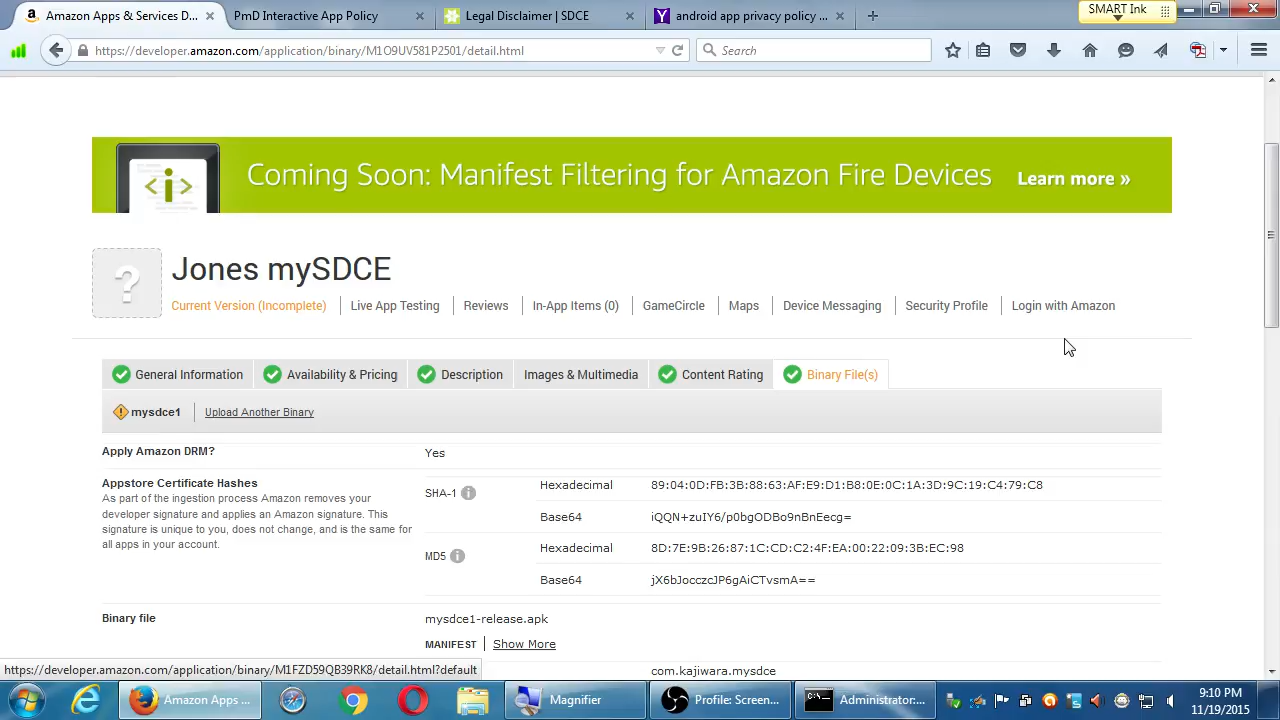 Amazon Apps & Services D...
PmD Interactive App Policy
Legal Disclaimer SDCE
android app privacy policy ...
SMART Ink
https://developer.amazon.com/application/binary/M1O9UV581P2501/detail.html
Search
Coming Soon: Manifest Filtering for Amazon Fire Devices Learn more »
Jones mySDCE
Current Version (Incomplete) Live App Testing Reviews In-App Items (0) GameCircle Maps Device Messaging Security Profile Login with Amazon
General Information Availability & Pricing Description Images & Multimedia Content Rating Binary File(s)
mysdce1 Upload Another Binary
Apply Amazon DRM? Yes
Appstore Certificate Hashes
As part of the ingestion process Amazon removes your
developer signature and applies an Amazon signature. This
signature is unique to you, does not change, and is the same for
all apps in your account.
SHA-1 Hexadecimal 89:04:0D:FB:3B:88:63:AF:E9:D1:B8:0E:0C:1A:3D:9C:19:C4:79:C8
Base64 iQQN+zuIY6/p0bgODBo9nBnEecg=
MD5 Hexadecimal 8D:7E:9B:26:87:1C:CD:C2:4F:EA:00:22:09:3B:EC:98
Base64 jX6bJocczcJP6gAiCTvsmA==
Binary file mysdce1-release.apk
MANIFEST Show More
com.kajiwara.mysdce
https://developer.amazon.com/application/binary/M1FZD59QB39RK8/detail.html?default
Amazon Apps ...
Magnifier
Profile: Screen...
Administrator:...
9:10 PM
11/19/2015